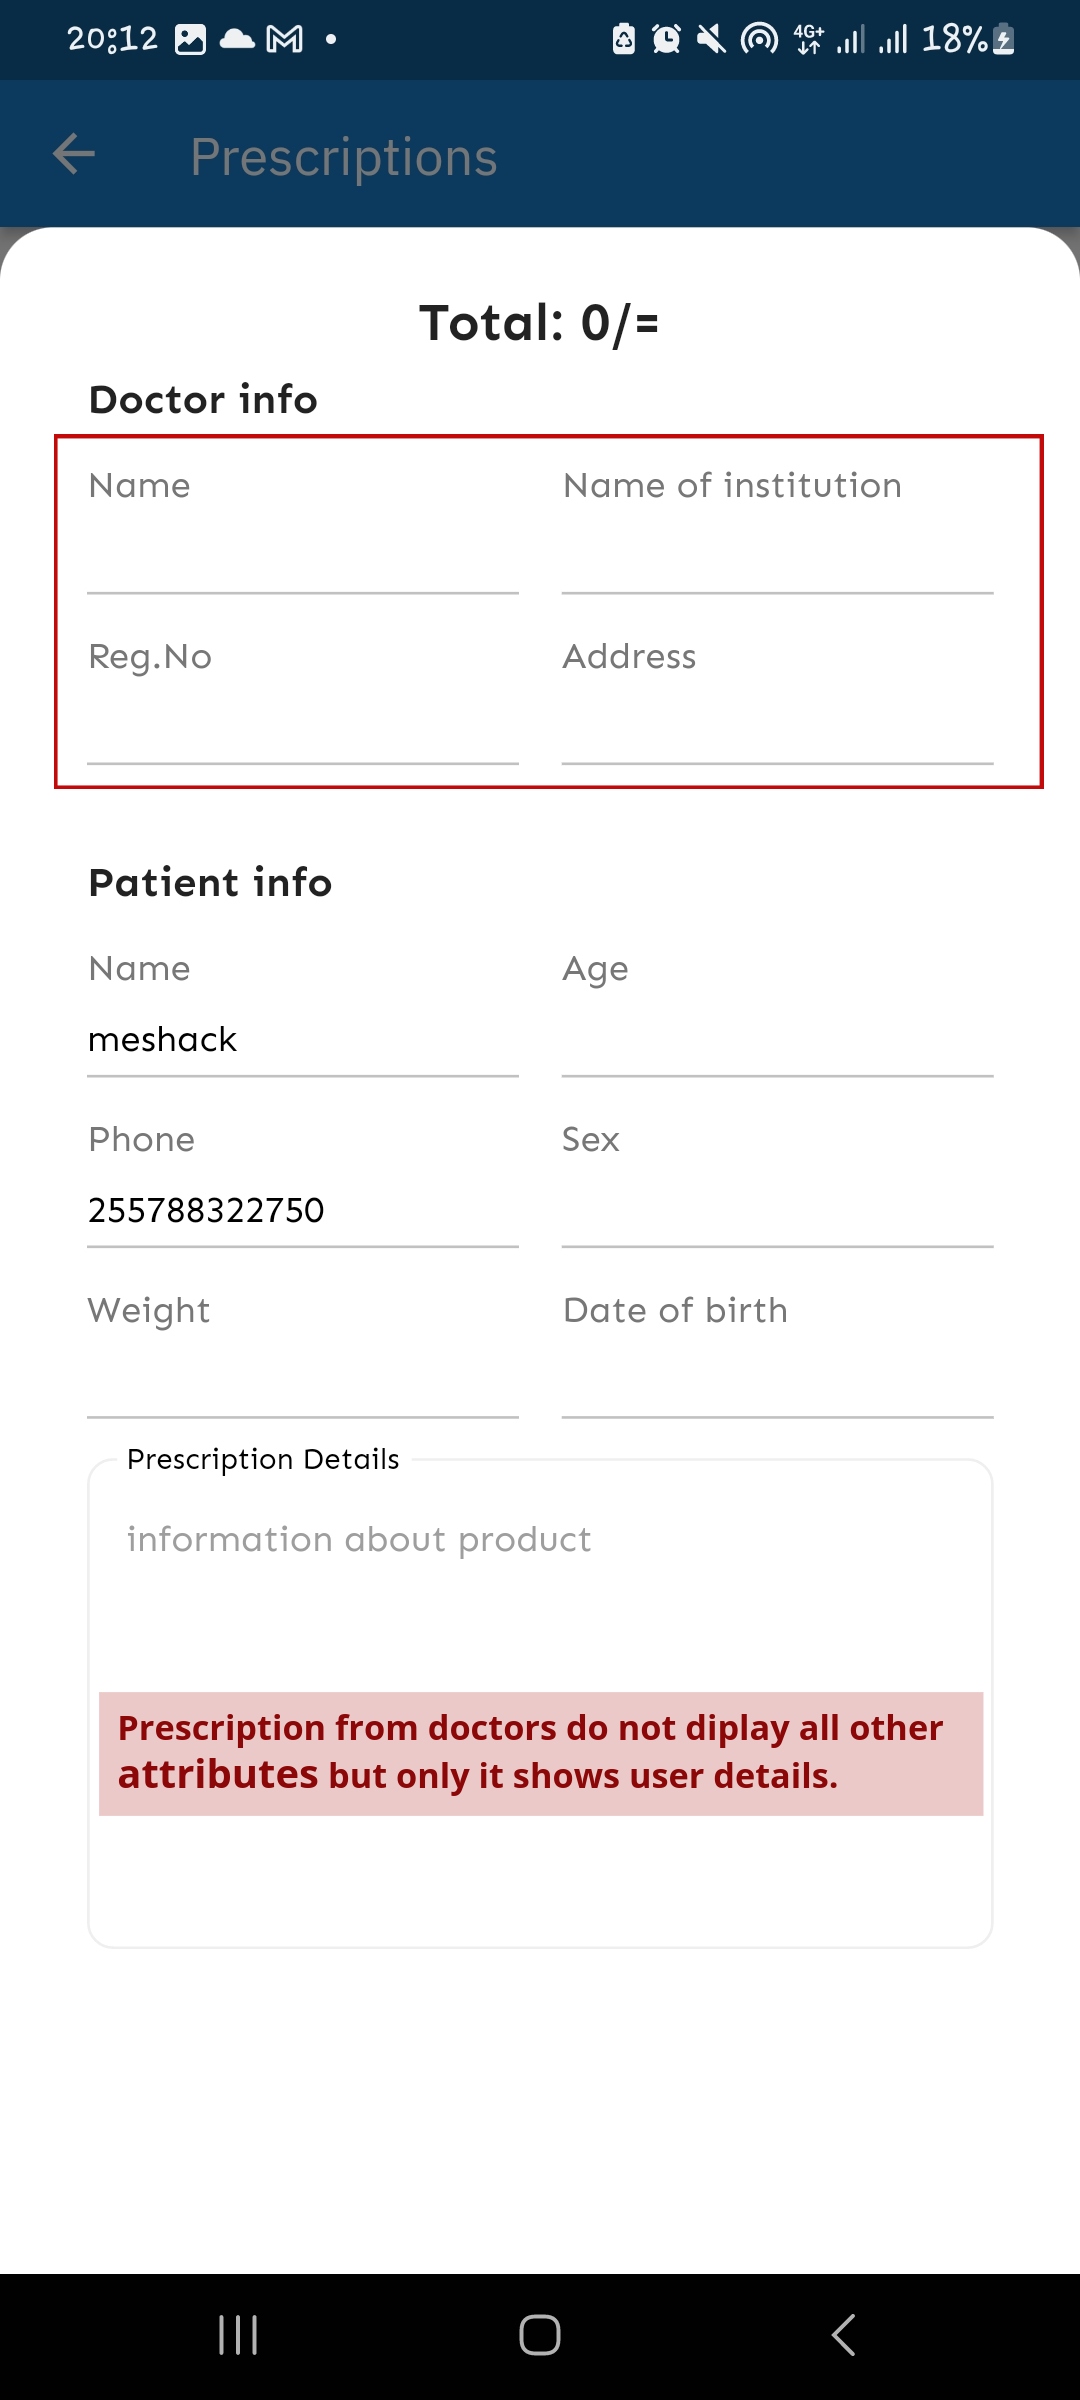 20:12
4G+
18%
Prescriptions
Total: 0/=
Doctor info
Name
Name of institution
Reg.No
Address
Patient info
Name
Age
meshack
Phone
Sex
255788322750
Weight
Date of birth
Prescription Details
information about product
Prescription from doctors do not diplay all other
attributes but only it shows user details.